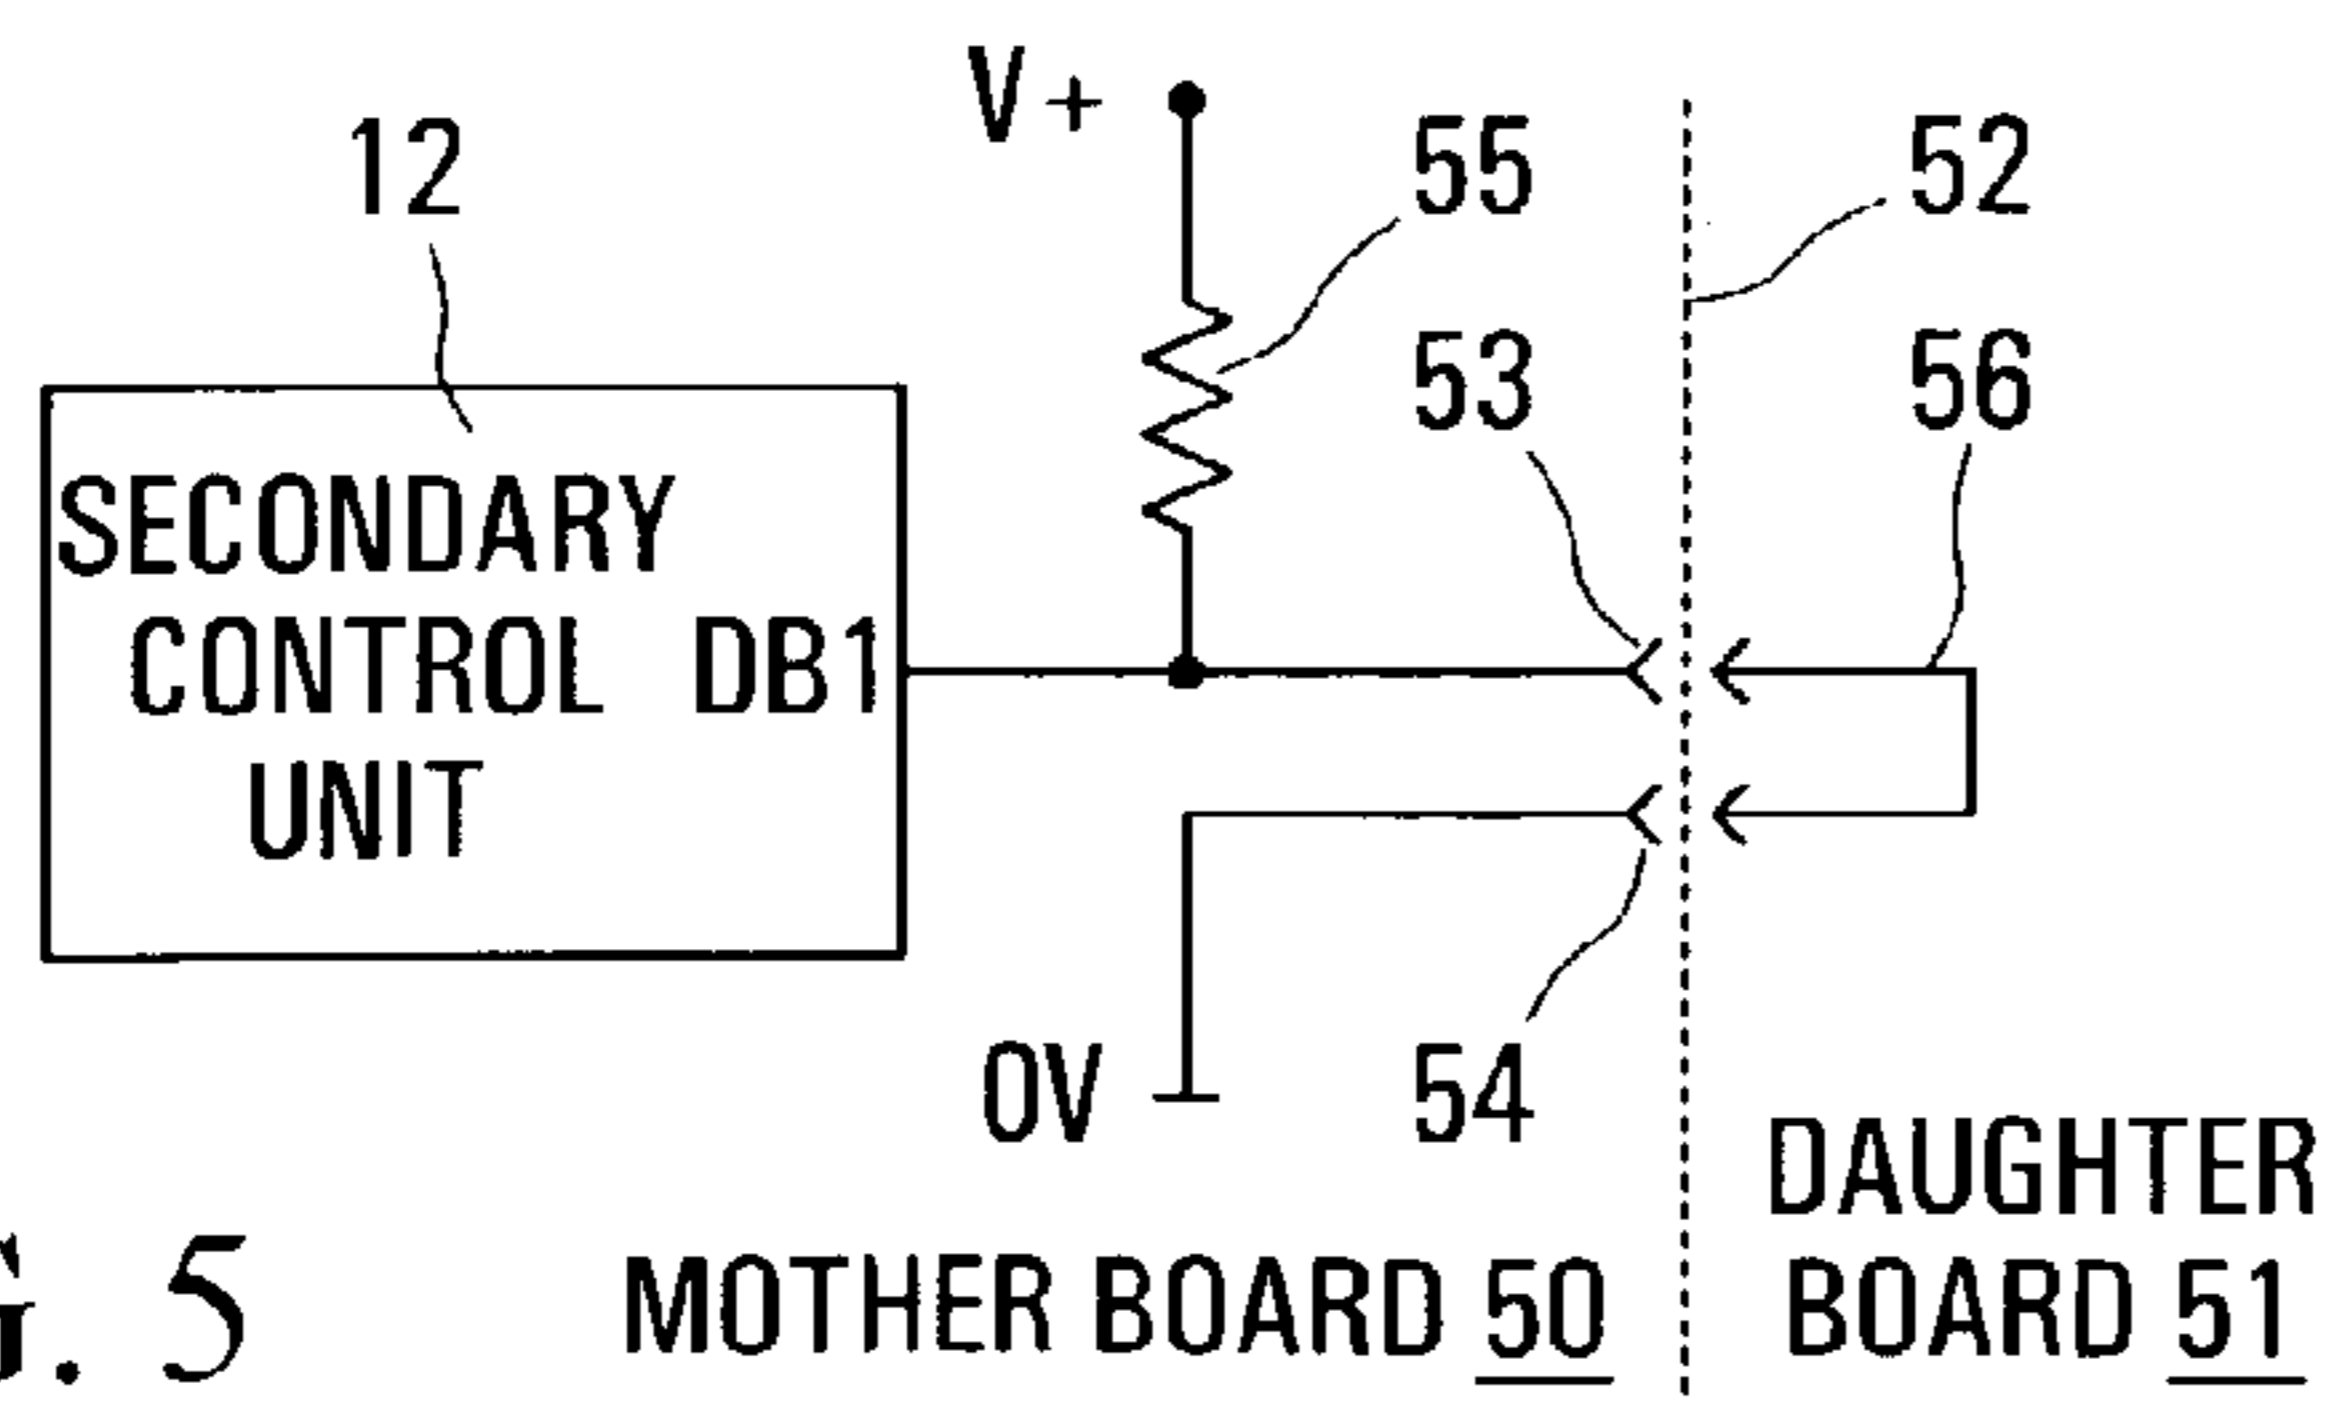 V+
12
55
52
53
56
SECONDARY
CONTROL DB1
UNIT
0V
54
DAUGHTER
BOARD 51
MOTHER BOARD 50
G. 5